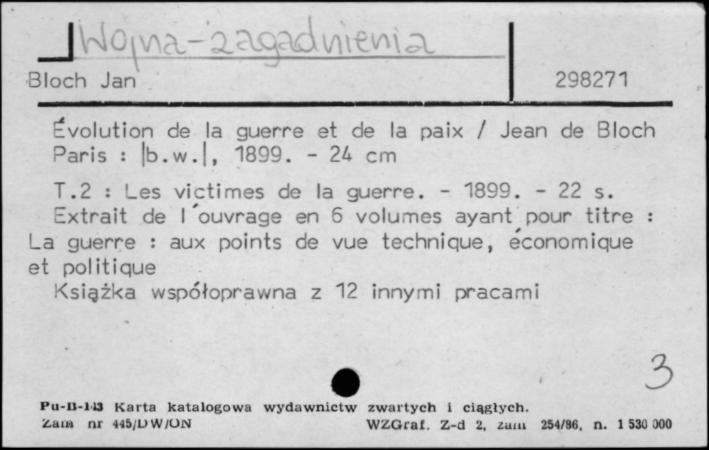 Wojna - zagadnienia
Bloch Jan 298271
Évolution de la guerre et de la paix / Jean de Bloch
Paris : |b.w.|, 1899. - 24 cm
T.2 : Les victimes de la guerre. - 1899. - 22 s.
Extrait de l'ouvrage en 6 volumes ayant pour titre :
La guerre : aux points de vue technique, économique
et politique
Książka współoprawna z 12 innymi pracami
3
Pu-B-143 Karta katalogowa wydawnictw zwartych i ciągłych.
Zam nr 445/DW/ON WZGraf. Z-d 2, zam 254/86, n. 1 530 000